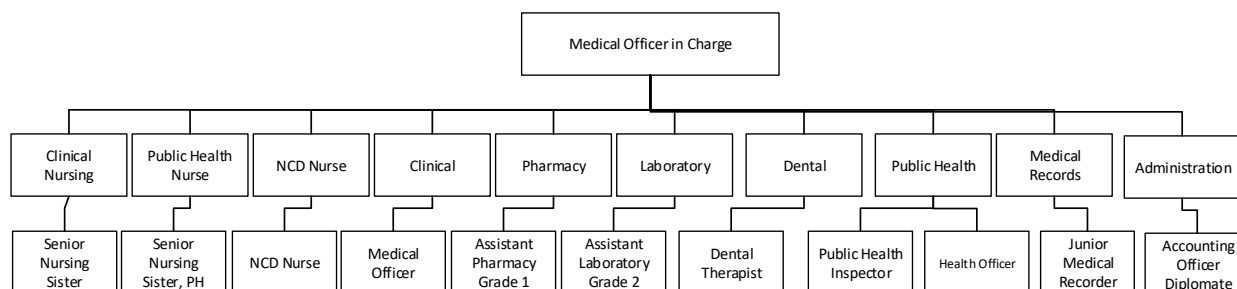 Medical Officer in Charge
Clinical
Nursing
Public Health
Nurse
NCD Nurse
Clinical
Pharmacy
Laboratory
Dental
Public Health
Medical
Records
Administration
Senior
Nursing
Sister
Senior
Nursing
Sister, PH
NCD Nurse
Medical
Officer
Assistant
Pharmacy
Grade 1
Assistant
Laboratory
Grade 2
Dental
Therapist
Public Health
Inspector
Health Officer
Junior
Medical
Recorder
Accounting
Officer
Diplomate